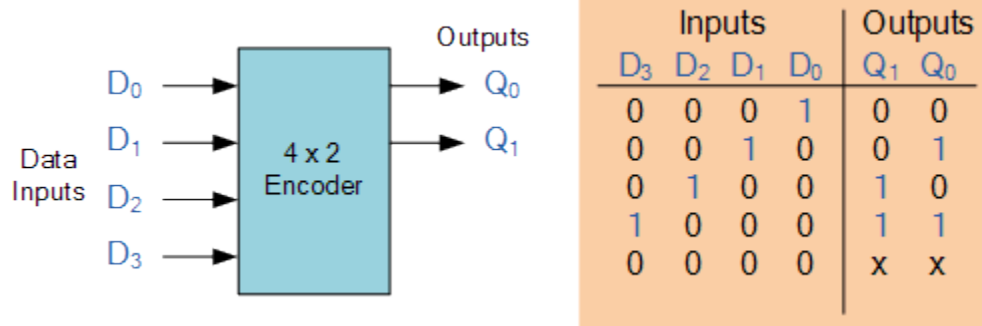 Outputs
D₀ Q₀
D₁ Q₁
Data
Inputs
4 x 2
Encoder
D₂
D₃
Inputs Outputs
D₃ D₂ D₁ D₀ Q₁ Q₀
0 0 0 1 0 0
0 0 1 0 0 1
0 1 0 0 1 0
1 0 0 0 1 1
0 0 0 0 x x